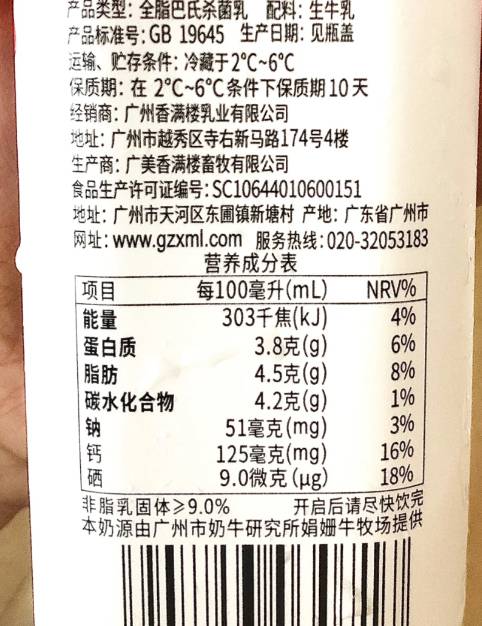 产品类型：全脂巴氏杀菌乳 配料：生牛乳
产品标准号：GB 19645 生产日期：见瓶盖
运输、贮存条件：冷藏于2°C~6°C
保质期：在 2°C~6°C条件下保质期10天
经销商：广州香满楼乳业有限公司
地址：广州市越秀区寺右新马路174号4楼
生产商：广美香满楼畜牧有限公司
食品生产许可证编号：SC10644010600151
地址：广州市天河区东圃镇新塘村 产地：广东省广州市
网址：www.gzxml.com 服务热线：020-32053183
营养成分表
项目 每100毫升(mL) NRV%
能量 303千焦(kJ) 4%
蛋白质 3.8克(g) 6%
脂肪 4.5克(g) 8%
碳水化合物 4.2克(g) 1%
钠 51毫克(mg) 3%
钙 125毫克(mg) 16%
硒 9.0微克(μg) 18%
非脂乳固体≥9.0% 开启后请尽快饮完
本奶源由广州市奶牛研究所娟姗牛牧场提供